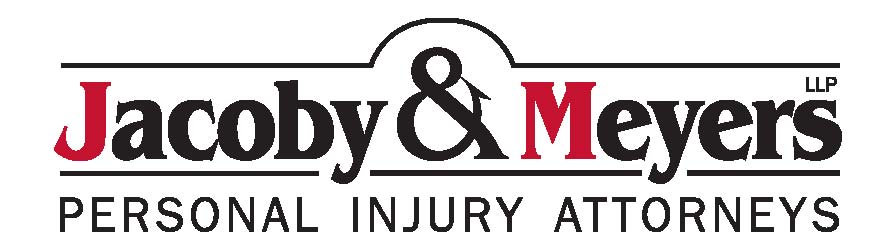 Jacoby & Meyers LLP
PERSONAL INJURY ATTORNEYS